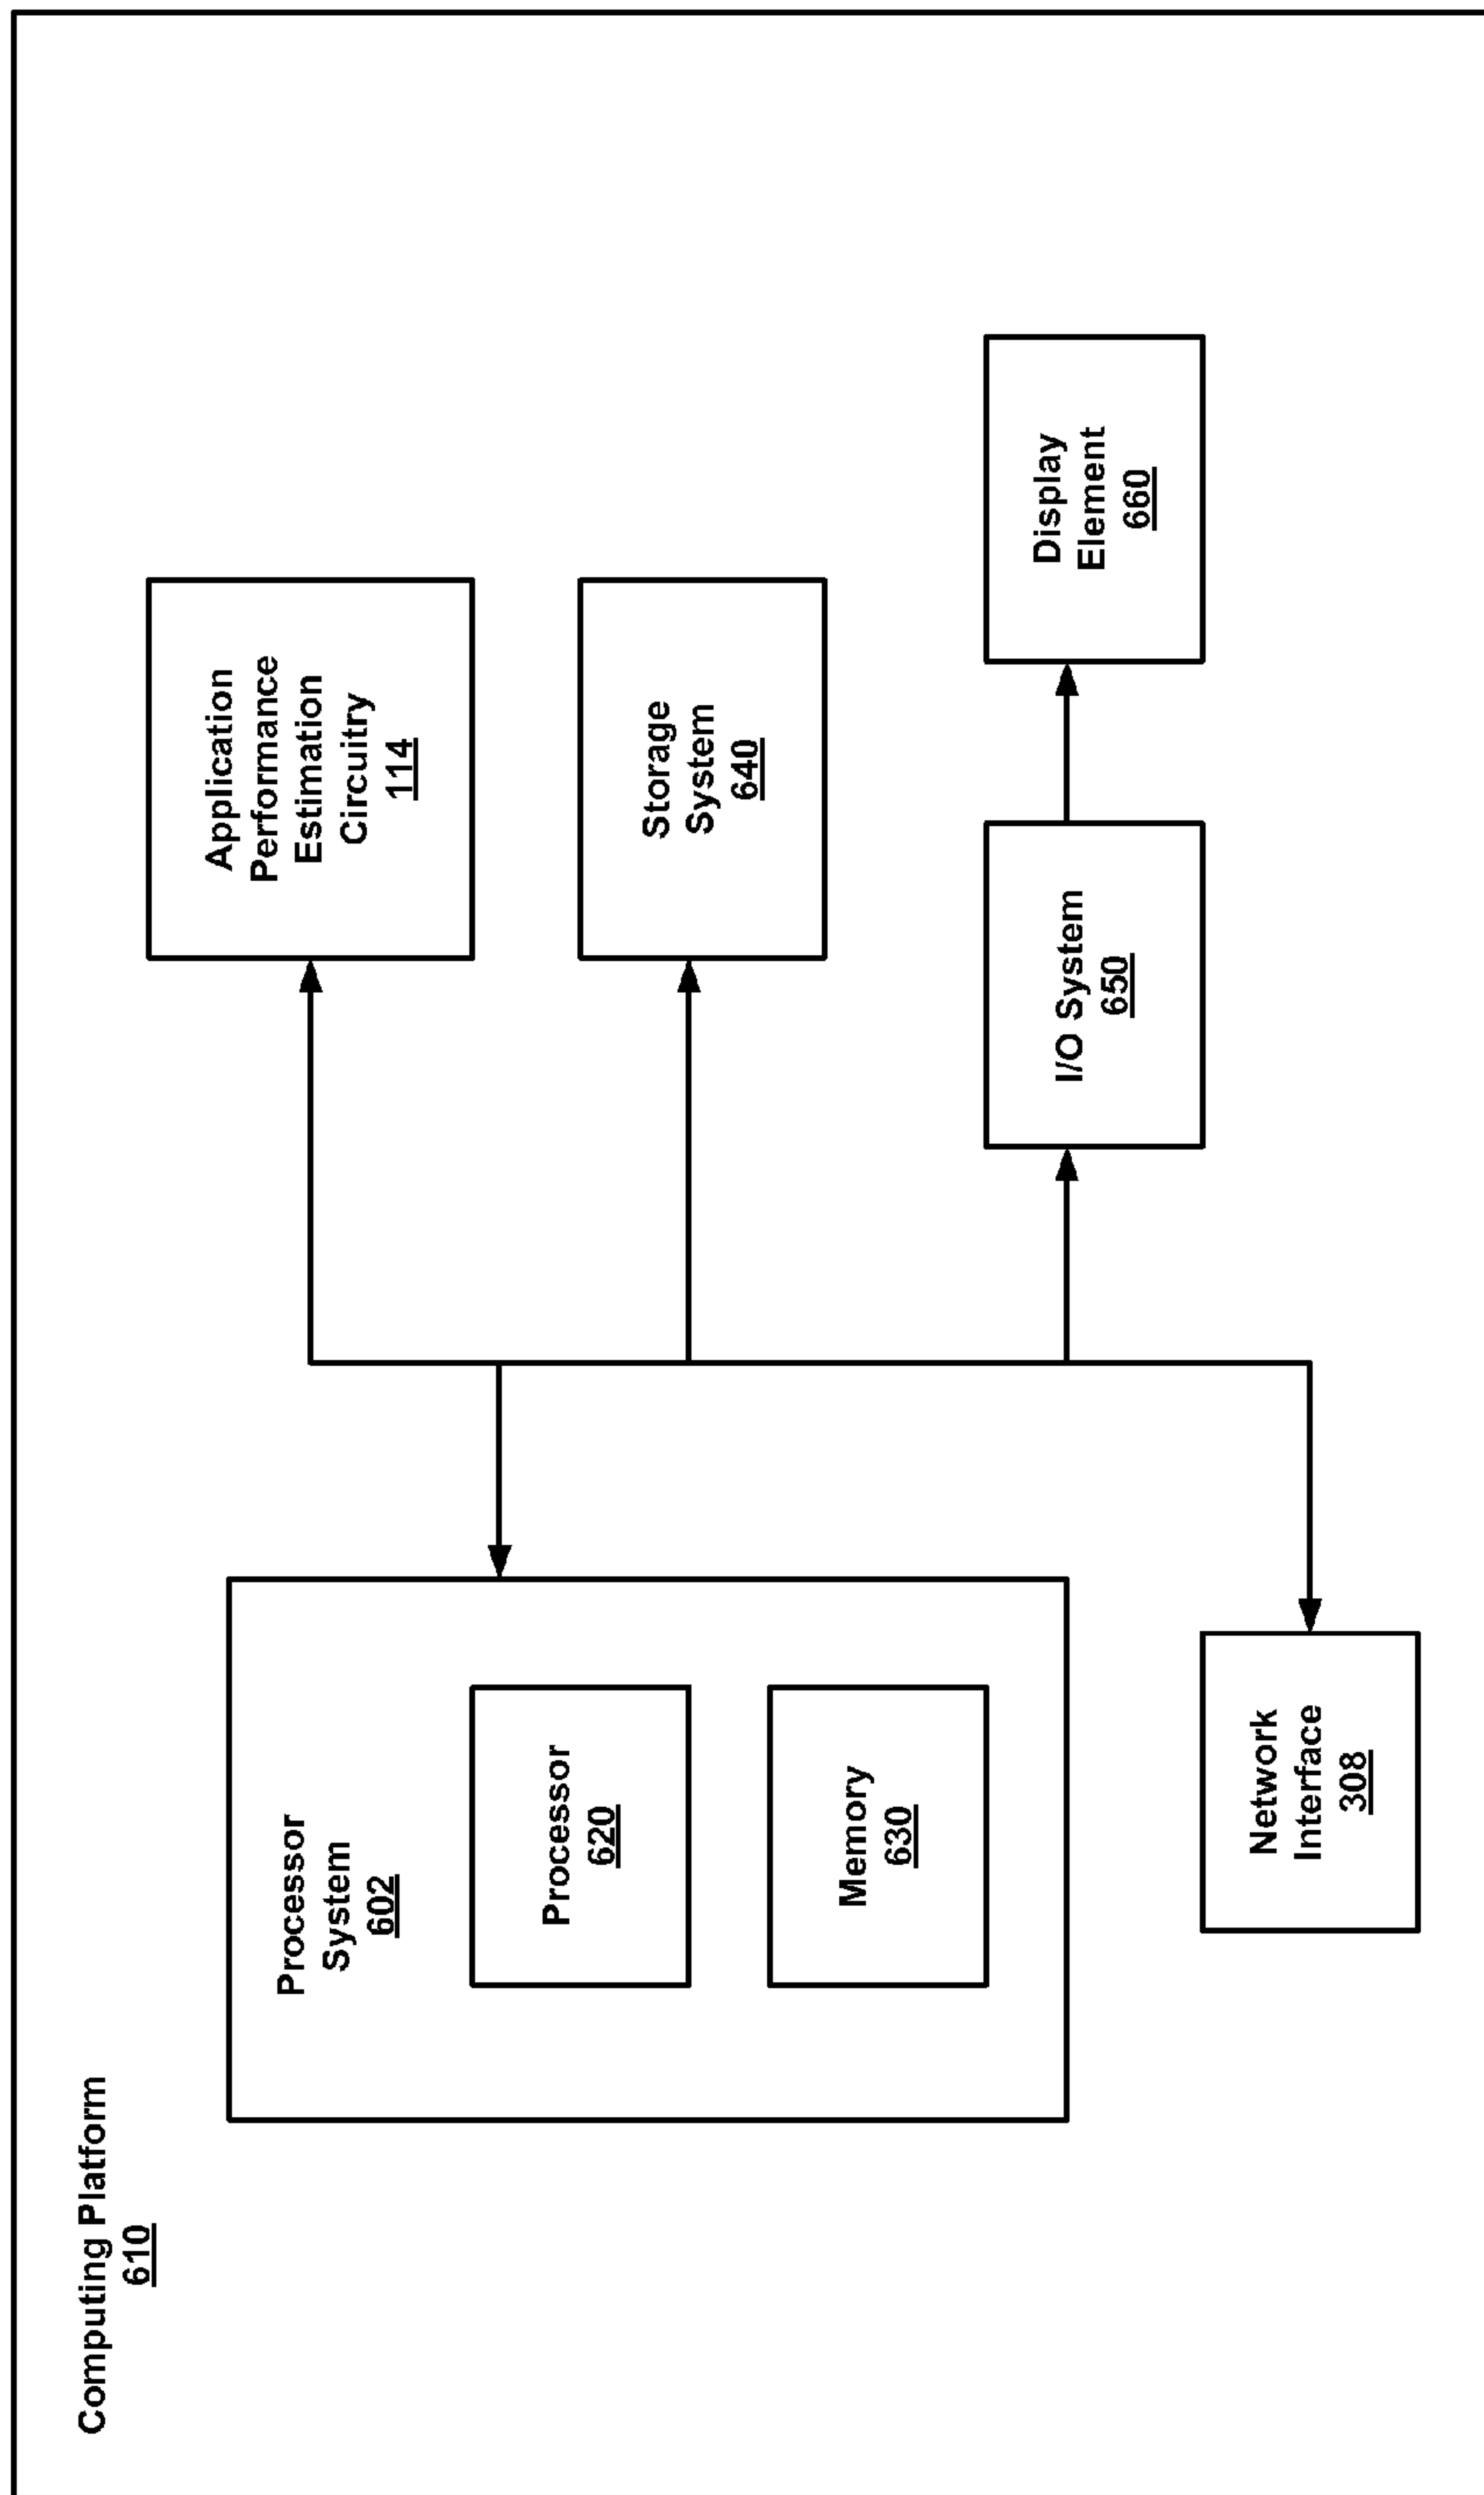 Computing Platform
610
Processor
System
602
Processor
620
Memory
630
Network
Interface
308
Application
Performance
Estimation
Circuitry
114
Storage
System
640
I/O System
650
Display
Element
660